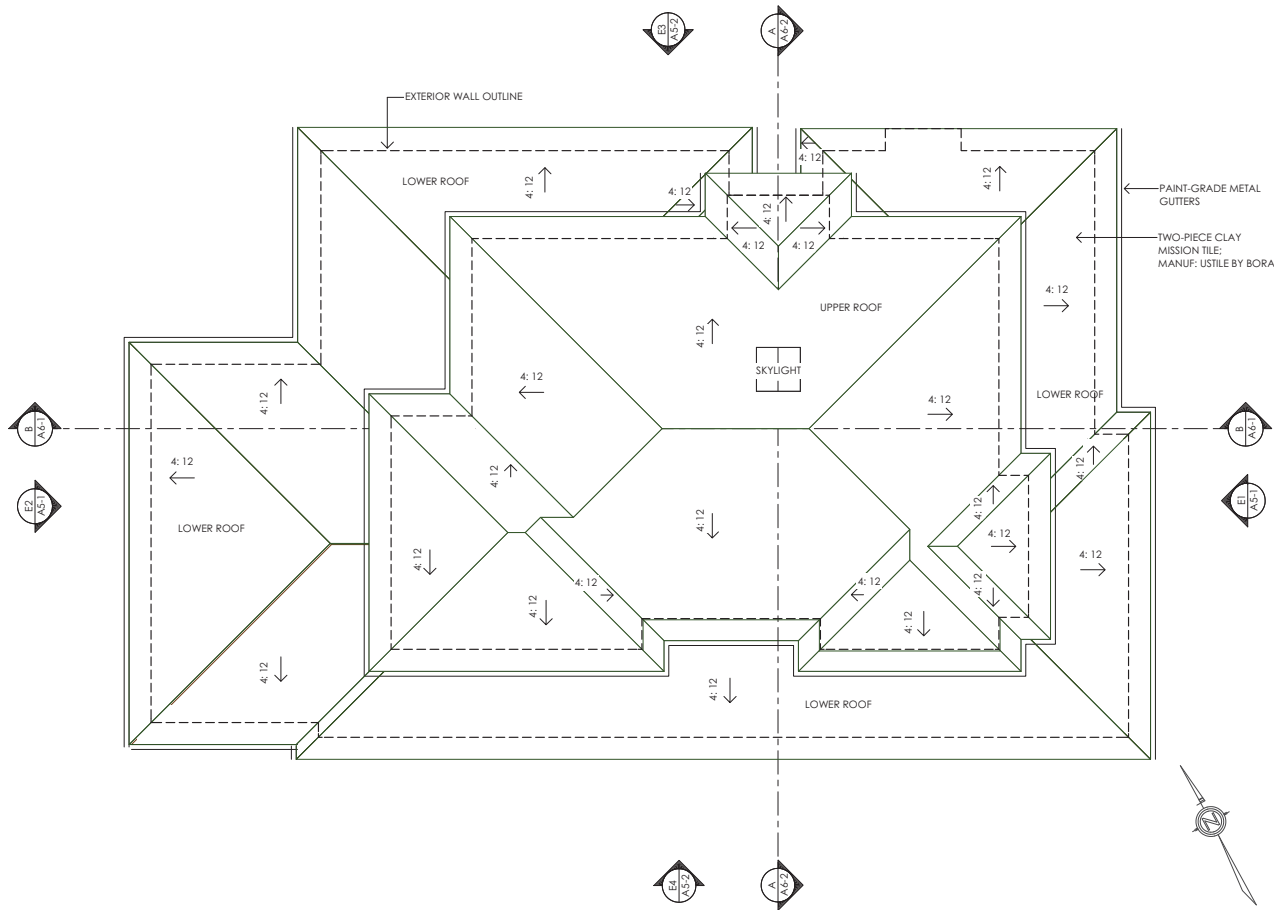 E3
A5-2
A
A6-2
EXTERIOR WALL OUTLINE
4: 12
LOWER ROOF
4: 12
4: 12
4: 12
PAINT-GRADE METAL
GUTTERS
4: 12
4: 12
4: 12
TWO-PIECE CLAY
MISSION TILE;
MANUF: USTILE BY BORA
4: 12
UPPER ROOF
4: 12
SKYLIGHT
4: 12
4: 12
4: 12
LOWER ROOF
B
A6-1
B
A6-1
4: 12
4: 12
4: 12
E2
A5-1
4: 12
E1
A5-1
LOWER ROOF
4: 12
4: 12
4: 12
4: 12
4: 12
4: 12
4: 12
4: 12
4: 12
4: 12
4: 12
LOWER ROOF
N
E4
A5-2
A
A6-2